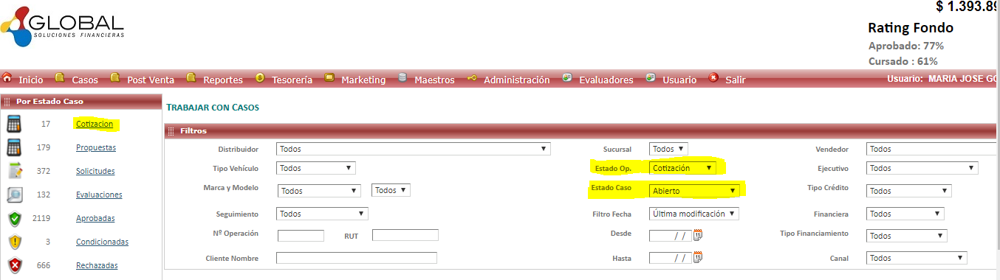 $ 1.393.89
GLOBAL
SOLUCIONES FINANCIERAS
Rating Fondo
Aprobado: 77%
Cursado : 61%
Inicio Casos Post Venta Reportes Tesorería Marketing Maestros Administración Evaluadores Usuario Salir Usuario: MARIA JOSE GO
Por Estado Caso
17 Cotizacion
179 Propuestas
372 Solicitudes
132 Evaluaciones
2119 Aprobadas
3 Condicionadas
666 Rechazadas
TRABAJAR CON CASOS
Filtros
Distribuidor Todos Sucursal Todos Vendedor Todos
Tipo Vehículo Todos Estado Op. Cotización Ejecutivo Todos
Marca y Modelo Todos Todos Estado Caso Abierto Tipo Crédito Todos
Seguimiento Todos Filtro Fecha Última modificación Financiera Todos
Nº Operación RUT Desde / / 11 Tipo Financiamiento Todos
Cliente Nombre Hasta / / 11 Canal Todos